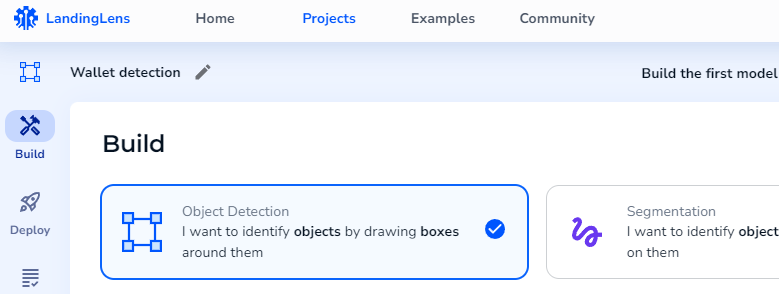 LandingLens
Home
Projects
Examples
Community
Wallet detection
Build the first model
Build
Build
Deploy
Object Detection
I want to identify objects by drawing boxes
around them
Segmentation
I want to identify object
on them